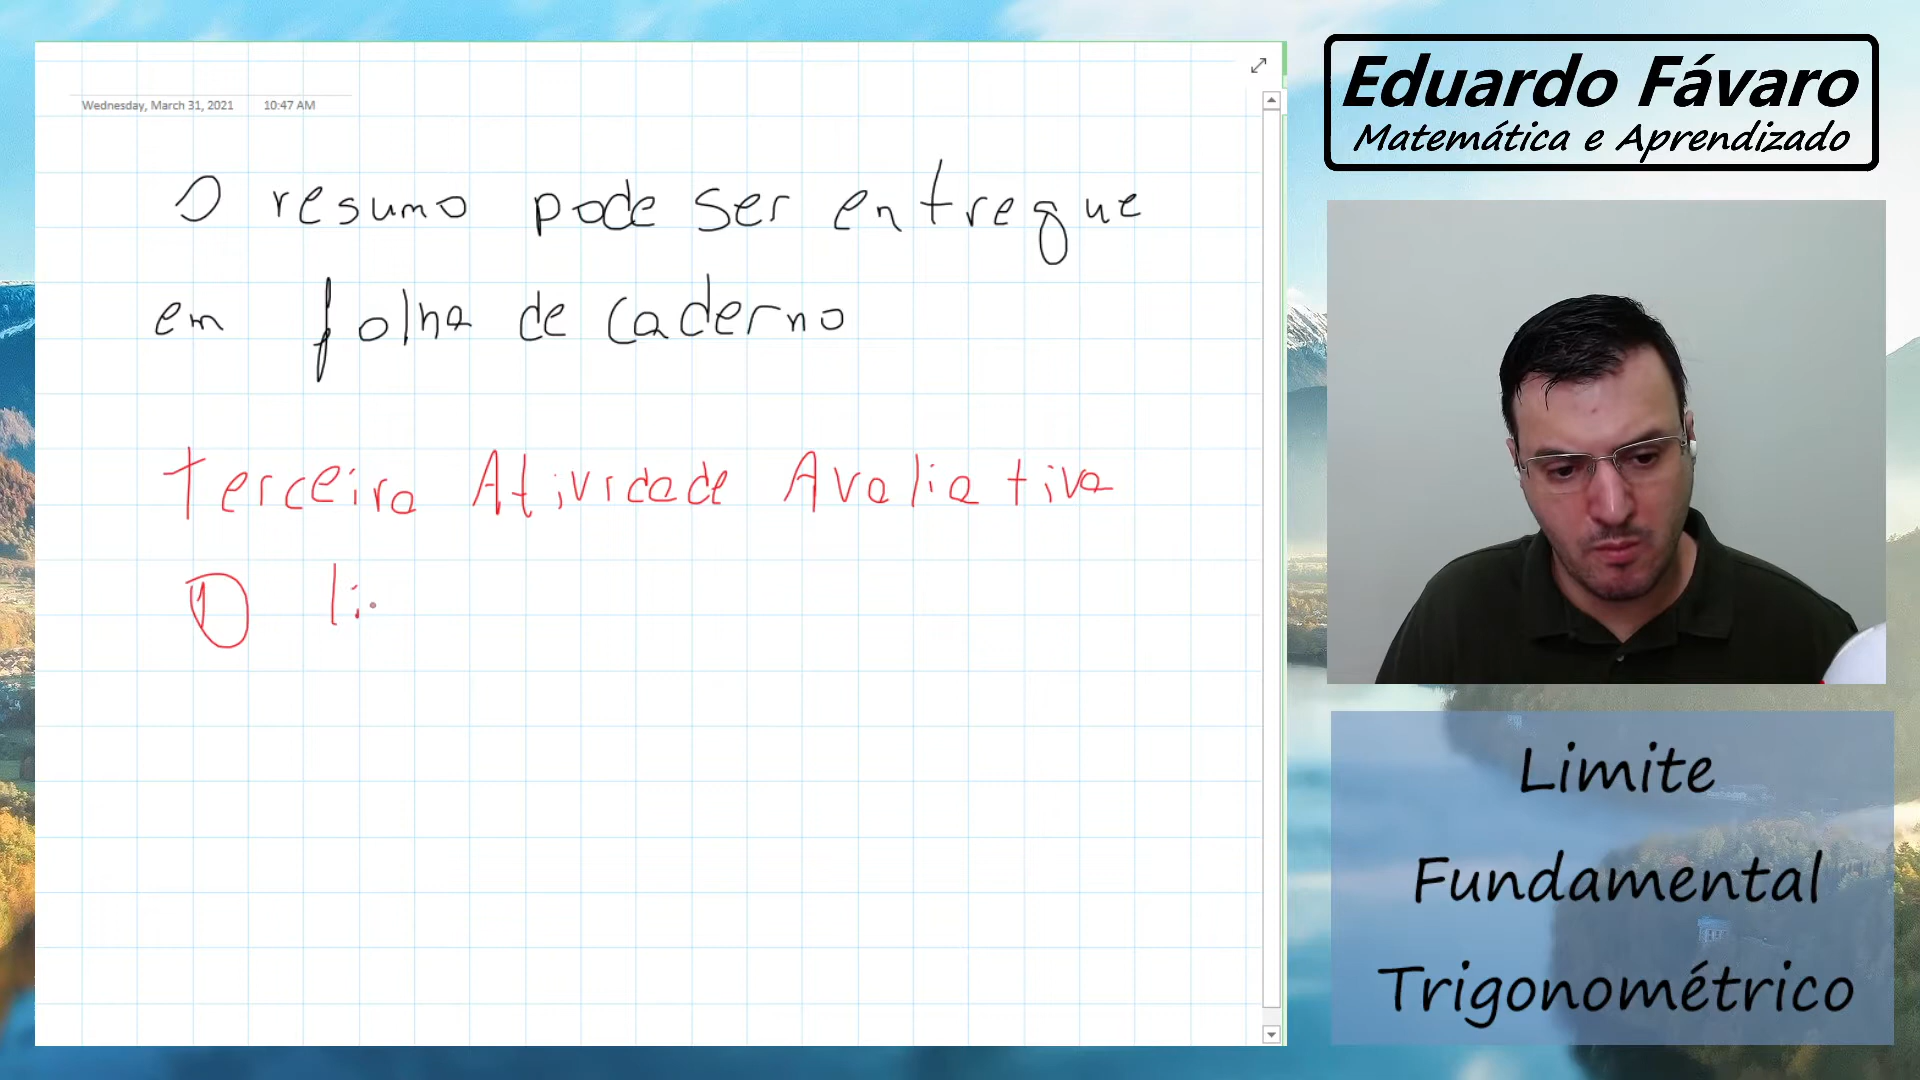 Wednesday, March 31, 2021 10:47 AM
O resumo pode ser entregue
em folha de caderno
Terceira Atividade Avaliativa
① li
Eduardo Fávaro
Matemática e Aprendizado
Limite
Fundamental
Trigonométrico